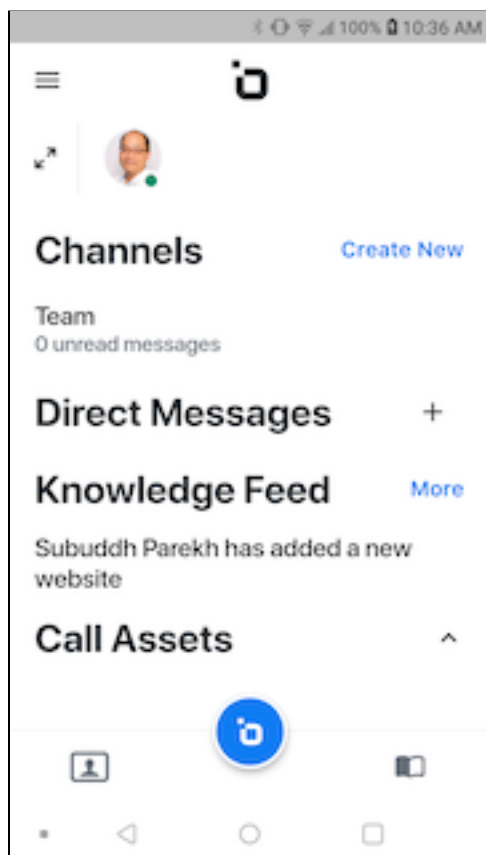 100% 10:36 AM
Channels Create New
Team
0 unread messages
Direct Messages +
Knowledge Feed More
Subuddh Parekh has added a new
website
Call Assets